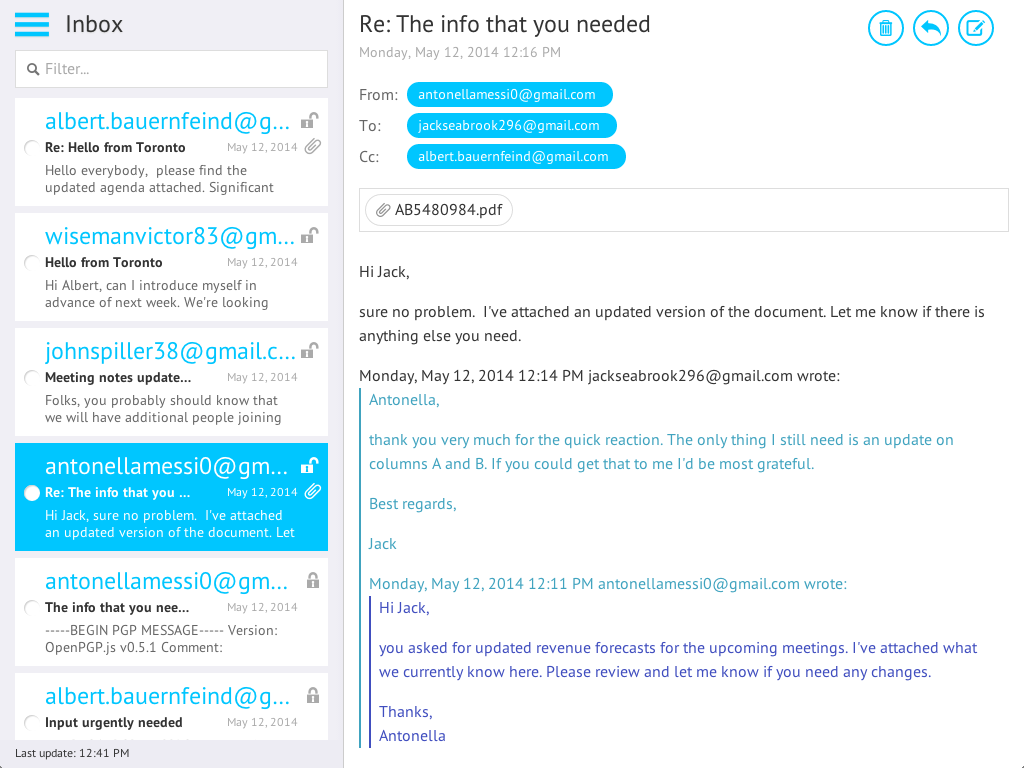 Inbox
Filter...
albert.bauernfeind@g...
Re: Hello from Toronto May 12, 2014
Hello everybody,  please find the
updated agenda attached. Significant
wisemanvictor83@gm...
Hello from Toronto May 12, 2014
Hi Albert, can I introduce myself in
advance of next week. We're looking
johnspiller38@gmail.c...
Meeting notes update... May 12, 2014
Folks, you probably should know that
we will have additional people joining
antonellamessi0@gm...
Re: The info that you ... May 12, 2014
Hi Jack, sure no problem.  I've attached
an updated version of the document. Let
antonellamessi0@gm...
The info that you nee... May 12, 2014
-----BEGIN PGP MESSAGE----- Version:
OpenPGP.js v0.5.1 Comment:
albert.bauernfeind@g...
Input urgently needed May 12, 2014
Last update: 12:41 PM
Re: The info that you needed
Monday, May 12, 2014 12:16 PM
From: antonellamessi0@gmail.com
To: jackseabrook296@gmail.com
Cc: albert.bauernfeind@gmail.com
AB5480984.pdf
Hi Jack,
sure no problem.  I've attached an updated version of the document. Let me know if there is
anything else you need.
Monday, May 12, 2014 12:14 PM jackseabrook296@gmail.com wrote:
Antonella,
thank you very much for the quick reaction. The only thing I still need is an update on
columns A and B. If you could get that to me I'd be most grateful.
Best regards,
Jack
Monday, May 12, 2014 12:11 PM antonellamessi0@gmail.com wrote:
Hi Jack,
you asked for updated revenue forecasts for the upcoming meetings. I've attached what
we currently know here. Please review and let me know if you need any changes.
Thanks,
Antonella